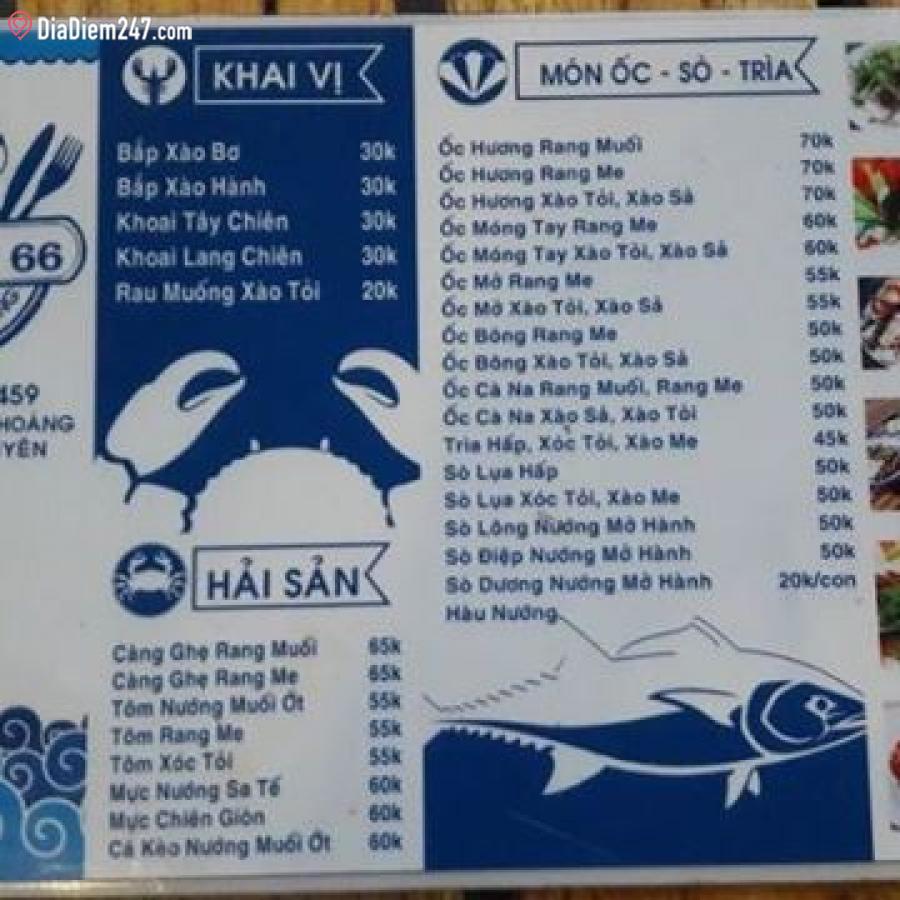 DiaDiem247.com
66
459
HOÀNG
YÊN
KHAI VỊ
Bắp Xào Bơ 30k
Bắp Xào Hành 30k
Khoai Tây Chiên 30k
Khoai Lang Chiên 30k
Rau Muống Xào Tỏi 20k
HẢI SẢN
Càng Ghẹ Rang Muối 65k
Càng Ghẹ Rang Me 65k
Tôm Nướng Muối Ớt 55k
Tôm Rang Me 55k
Tôm Xóc Tỏi 55k
Mực Nướng Sa Tế 60k
Mực Chiên Giòn 60k
Cá Kèo Nướng Muối Ớt 60k
MÓN ỐC - SÒ - TRÌA
Ốc Hương Rang Muối 70k
Ốc Hương Rang Me 70k
Ốc Hương Xào Tỏi, Xào Sả 70k
Ốc Móng Tay Rang Me 60k
Ốc Móng Tay Xào Tỏi, Xào Sả 60k
Ốc Mỡ Rang Me 55k
Ốc Mỡ Xào Tỏi, Xào Sả 55k
Ốc Bông Rang Me 50k
Ốc Bông Xào Tỏi, Xào Sả 50k
Ốc Cà Na Rang Muối, Rang Me 50k
Ốc Cà Na Xào Sả, Xào Tỏi 50k
Trìa Hấp, Xóc Tỏi, Xào Me 45k
Sò Lụa Hấp 50k
Sò Lụa Xóc Tỏi, Xào Me 50k
Sò Lông Nướng Mỡ Hành 50k
Sò Điệp Nướng Mỡ Hành 50k
Sò Dương Nướng Mỡ Hành 20k/con
Hàu Nướng